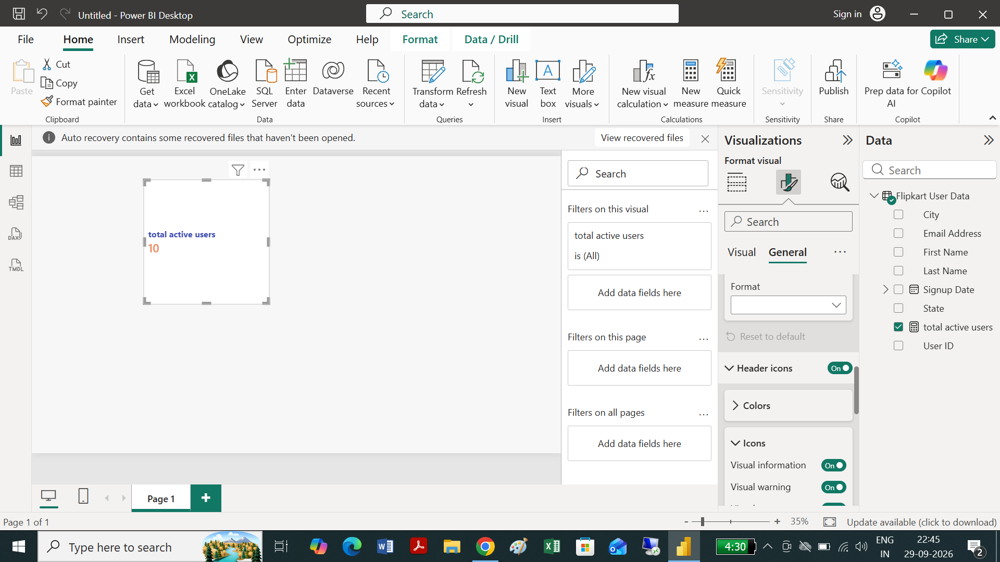 Untitled - Power BI Desktop
Search
Sign in
File
Home
Insert
Modeling
View
Optimize
Help
Format
Data / Drill
Share
Paste
Cut
Copy
Format painter
Clipboard
Get data
Excel workbook
OneLake catalog
SQL Server
Enter data
Dataverse
Recent sources
Data
Transform data
Refresh
Queries
New visual
Text box
More visuals
Insert
New visual calculation
New measure
Quick measure
Calculations
Sensitivity
Sensitivity
Publish
Share
Prep data for AI
Copilot
Copilot
Auto recovery contains some recovered files that haven't been opened.
View recovered files
DAX
TMDL
total active users
10
Search
Filters on this visual
total active users
is (All)
Add data fields here
Filters on this page
Add data fields here
Filters on all pages
Add data fields here
Visualizations
Format visual
Search
Visual
General
Format
Reset to default
Header icons
On
Colors
Icons
Visual information
On
Visual warning
On
Data
Search
Flipkart User Data
City
Email Address
First Name
Last Name
Signup Date
State
total active users
User ID
Page 1
Page 1 of 1
35%
Update available (click to download)
Type here to search
4:30
ENG
IN
22:45
29-09-2026
2